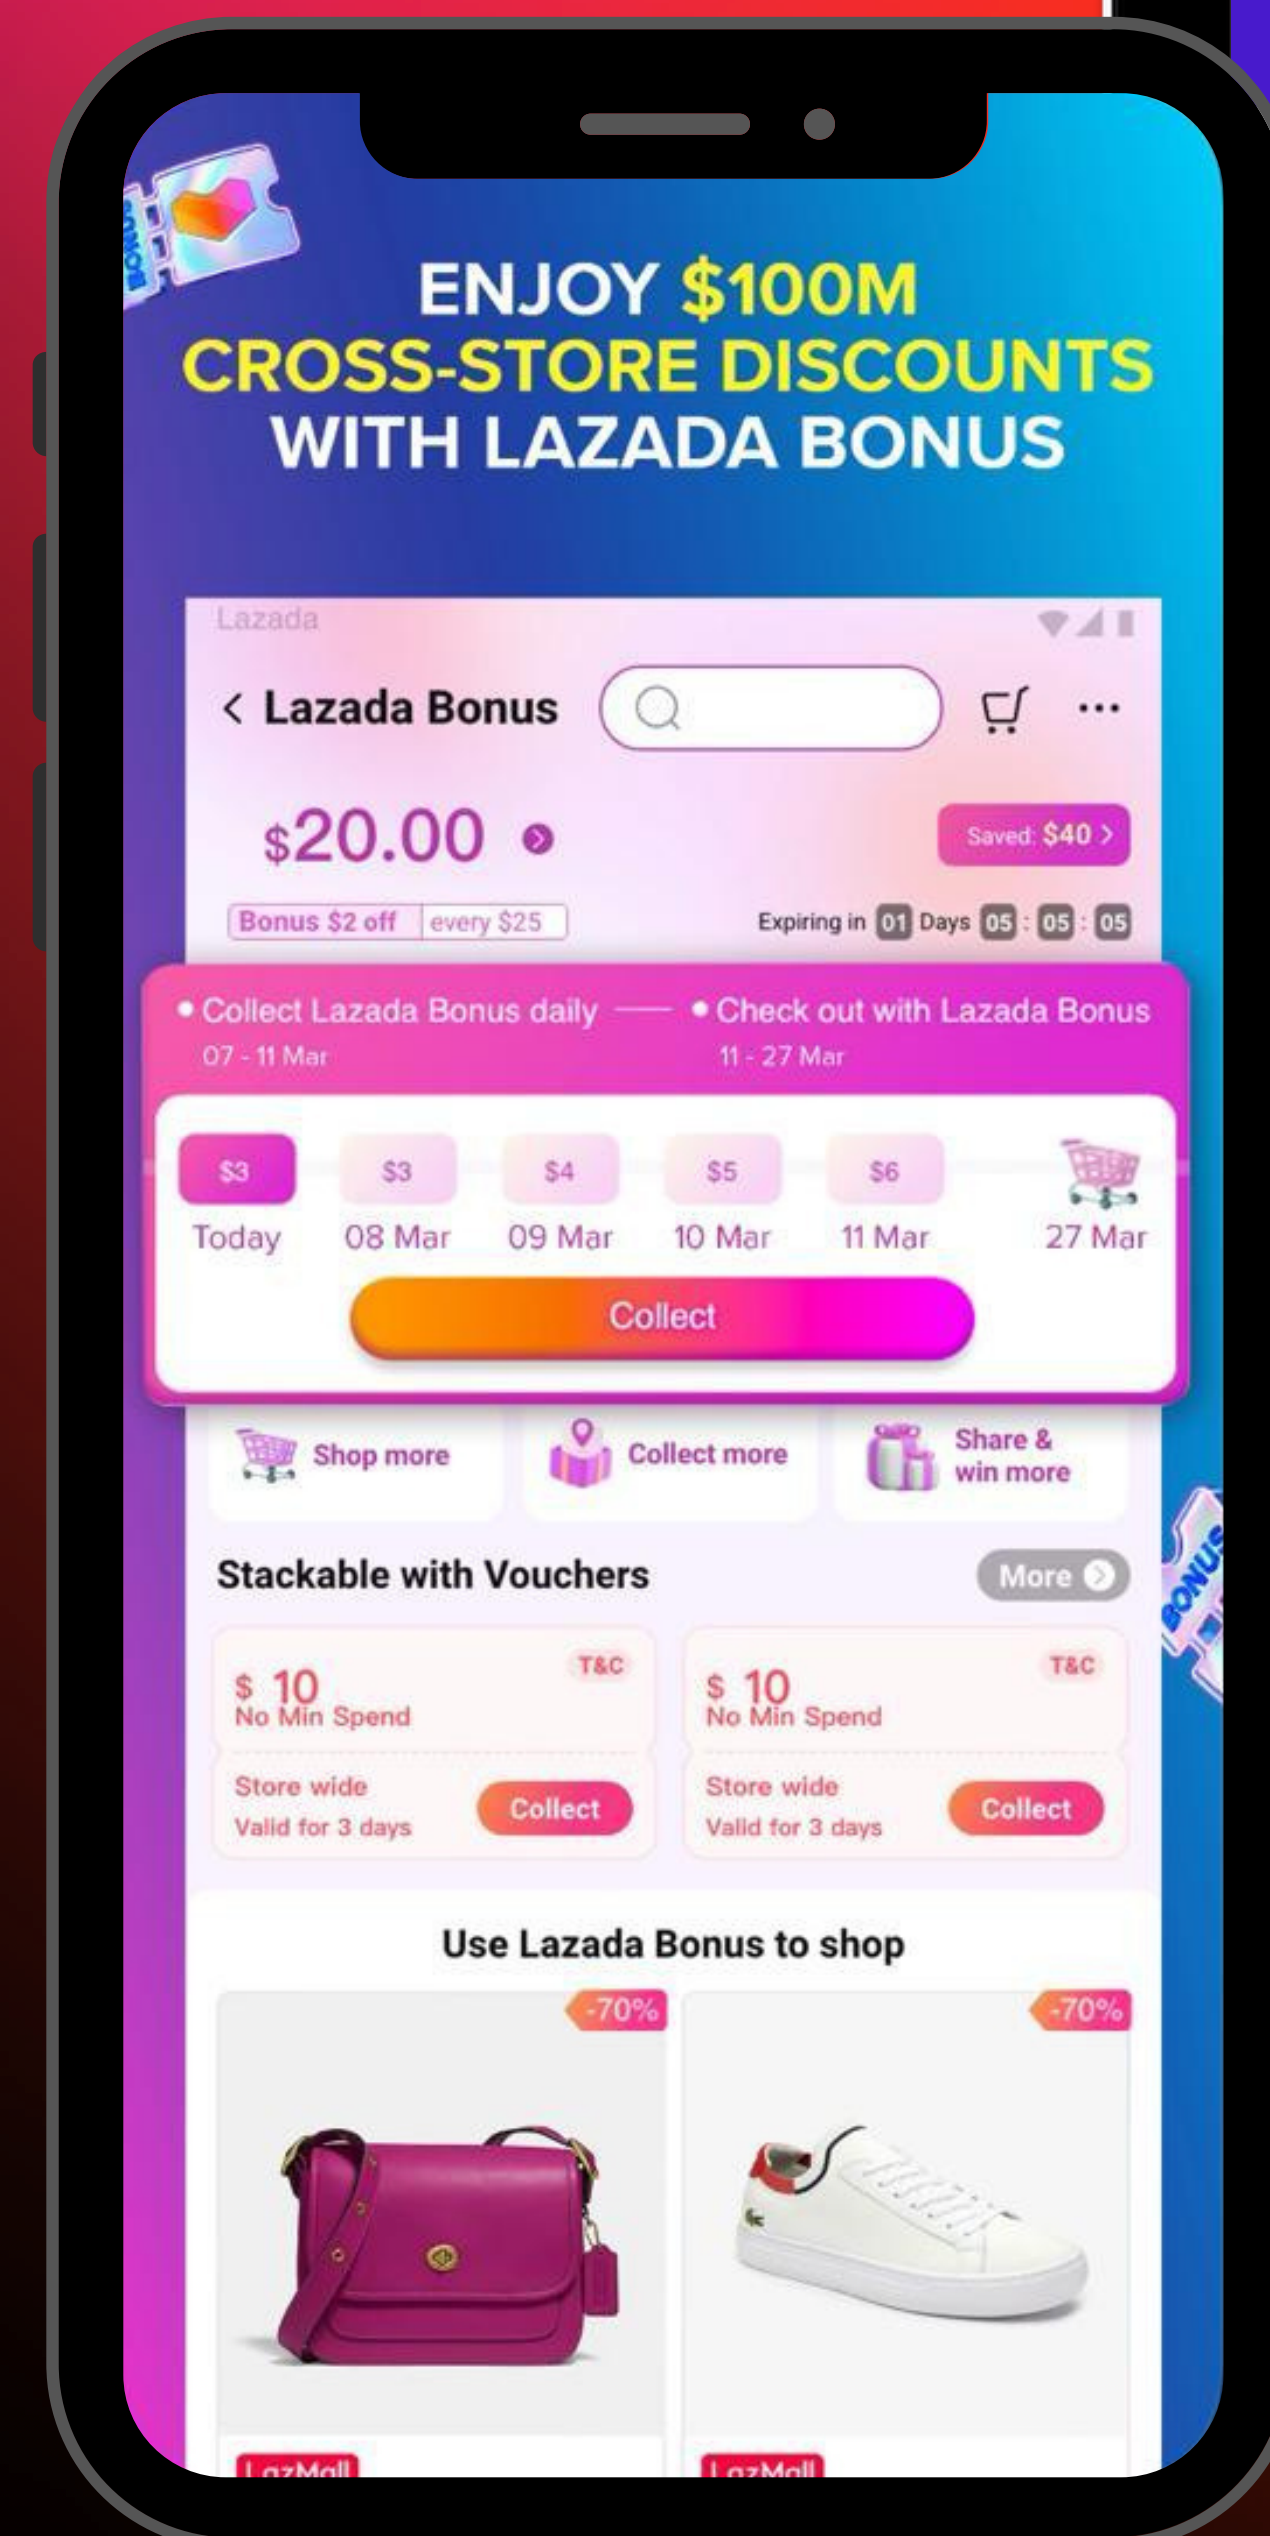 BONUS
ENJOY $100M
CROSS-STORE DISCOUNTS
WITH LAZADA BONUS
Lazada
Lazada Bonus
$20.00
Saved: $40 >
Bonus $2 off every $25
Expiring in 01 Days 05 : 05 : 05
Collect Lazada Bonus daily
Check out with Lazada Bonus
07 - 11 Mar
11 - 27 Mar
$3 $3 $4 $5 $6
Today 08 Mar 09 Mar 10 Mar 11 Mar 27 Mar
Collect
Shop more
Collect more
Share &
win more
Stackable with Vouchers
More
BONUS
$ 10
T&C
No Min Spend
Store wide
Valid for 3 days
Collect
$ 10
T&C
No Min Spend
Store wide
Valid for 3 days
Collect
Use Lazada Bonus to shop
-70%
-70%
LazMall
LazMall